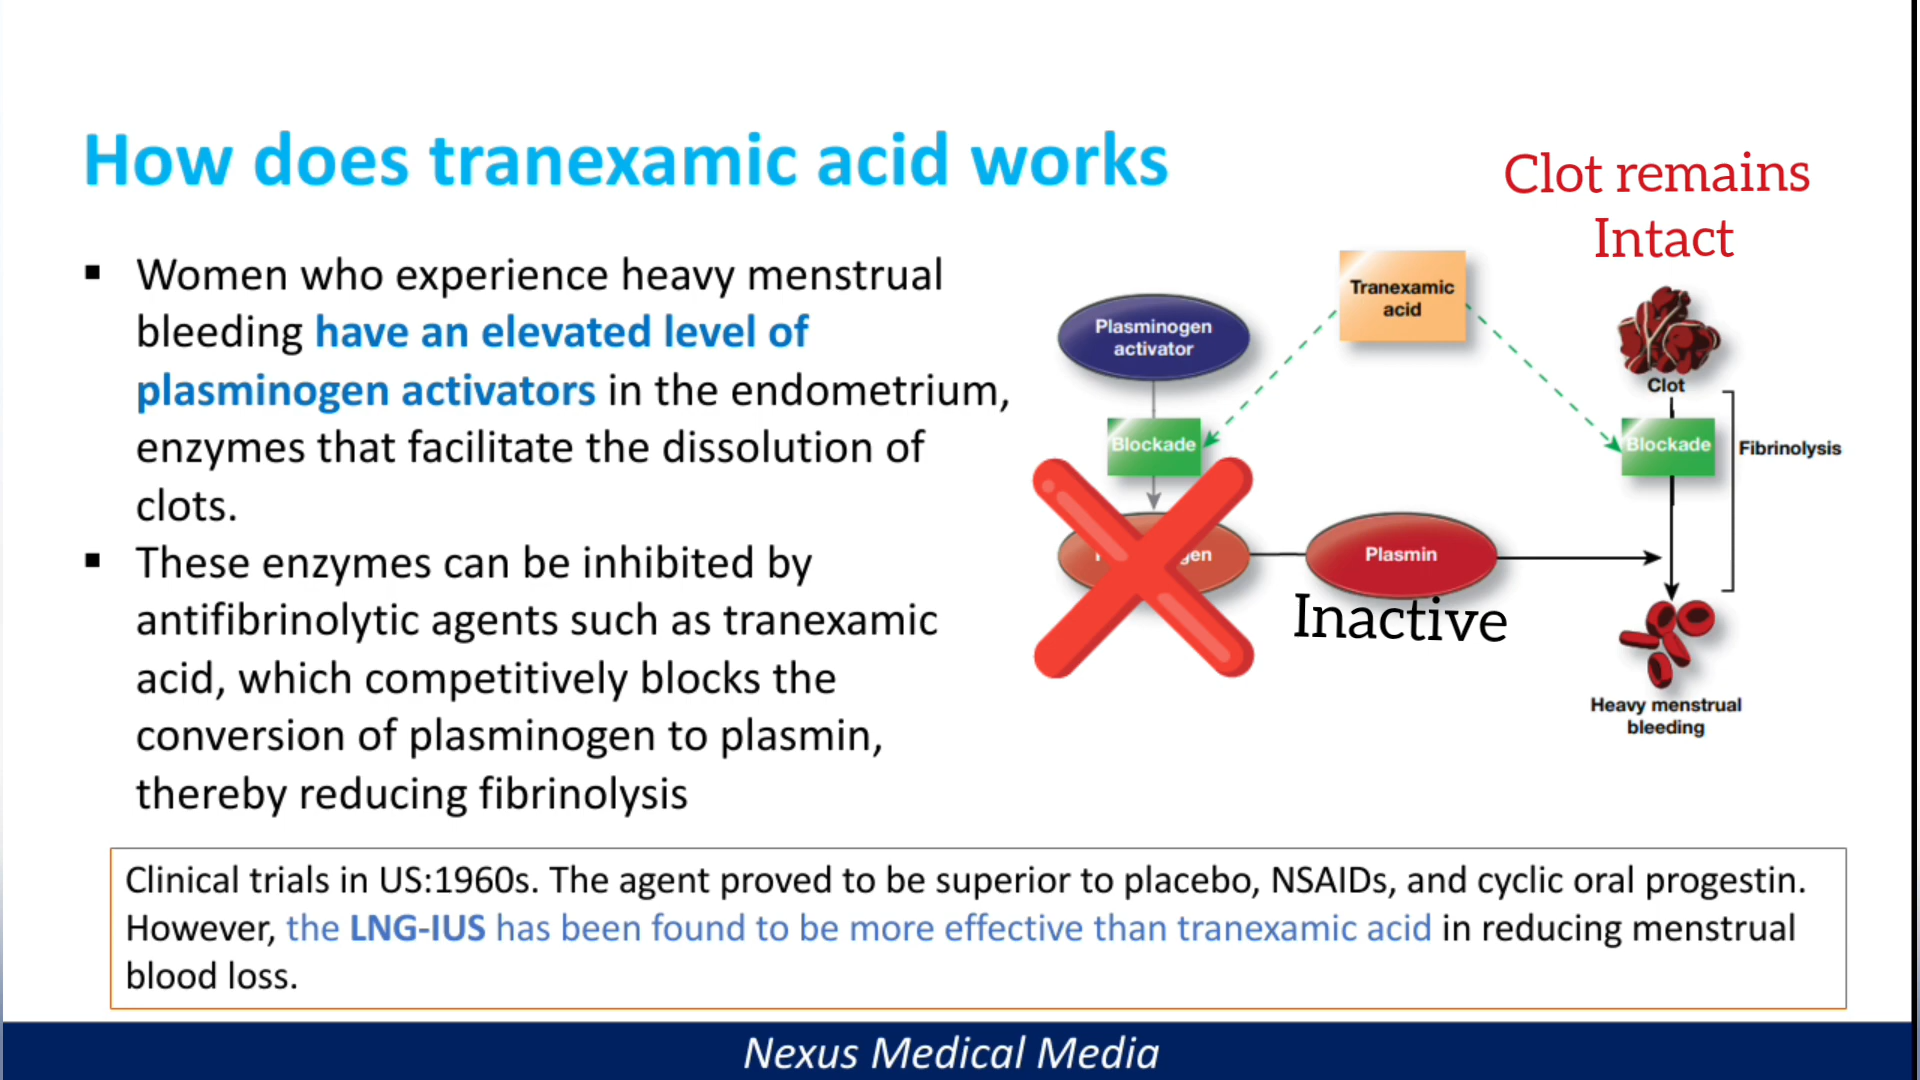 How does tranexamic acid works
▪ Women who experience heavy menstrual
bleeding have an elevated level of
plasminogen activators in the endometrium,
enzymes that facilitate the dissolution of
clots.
▪ These enzymes can be inhibited by
antifibrinolytic agents such as tranexamic
acid, which competitively blocks the
conversion of plasminogen to plasmin,
thereby reducing fibrinolysis
Clot remains
Intact
Tranexamic
acid
Plasminogen
activator
Clot
Blockade
Blockade
Fibrinolysis
Plasmin
Inactive
Heavy menstrual
bleeding
Clinical trials in US:1960s. The agent proved to be superior to placebo, NSAIDs, and cyclic oral progestin.
However, the LNG-IUS has been found to be more effective than tranexamic acid in reducing menstrual
blood loss.
Nexus Medical Media